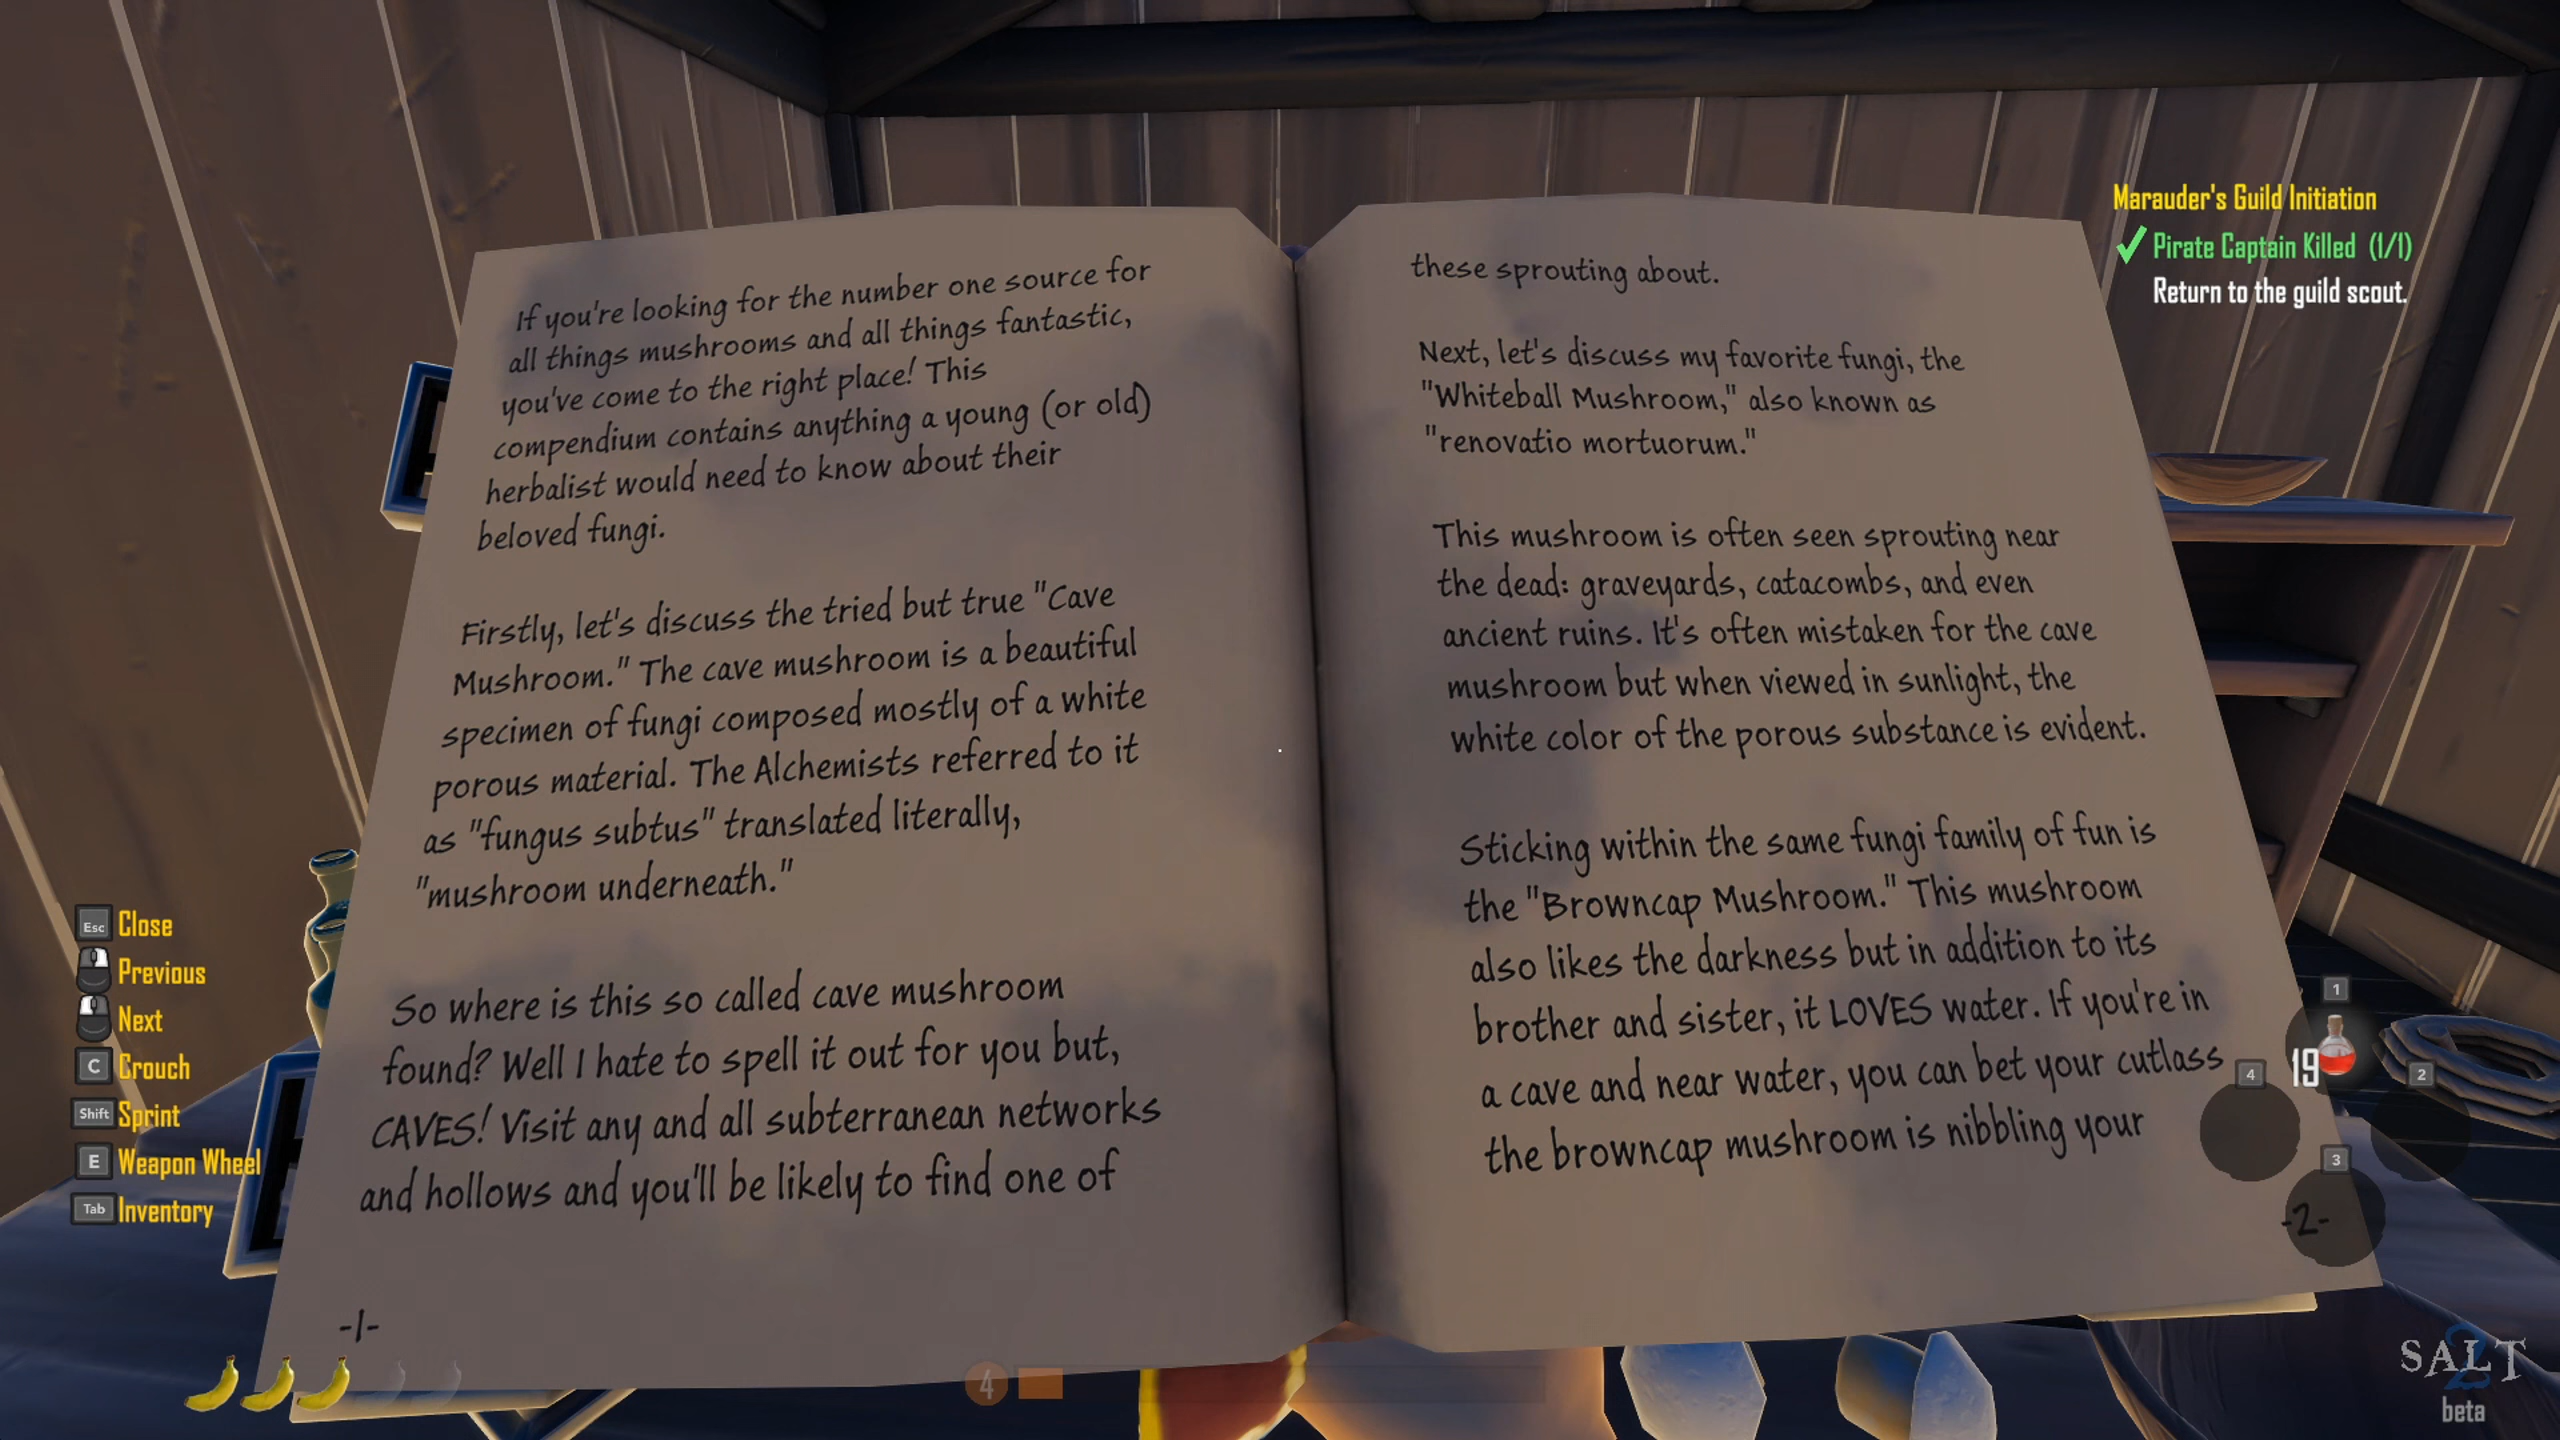 If you're looking for the number one source for
all things mushrooms and all things fantastic,
you've come to the right place! This
compendium contains anything a young (or old)
herbalist would need to know about their
beloved fungi.
Firstly, let's discuss the tried but true "Cave
Mushroom." The cave mushroom is a beautiful
specimen of fungi composed mostly of a white
porous material. The Alchemists referred to it
as "fungus subtus" translated literally,
"mushroom underneath."
So where is this so called cave mushroom
found? Well I hate to spell it out for you but,
CAVES! Visit any and all subterranean networks
and hollows and you'll be likely to find one of
-1-
these sprouting about.
Next, let's discuss my favorite fungi, the
"Whiteball Mushroom," also known as
"renovatio mortuorum."
This mushroom is often seen sprouting near
the dead: graveyards, catacombs, and even
ancient ruins. It's often mistaken for the cave
mushroom but when viewed in sunlight, the
white color of the porous substance is evident.
Sticking within the same fungi family of fun is
the "Browncap Mushroom." This mushroom
also likes the darkness but in addition to its
brother and sister, it LOVES water. If you're in
a cave and near water, you can bet your cutlass
the browncap mushroom is nibbling your
-2-
Marauder's Guild Initiation
Pirate Captain Killed (1/1)
Return to the guild scout.
Esc Close
Previous
Next
C Crouch
Shift Sprint
E Weapon Wheel
Tab Inventory
1
19
4
2
3
4
SALT
2
beta